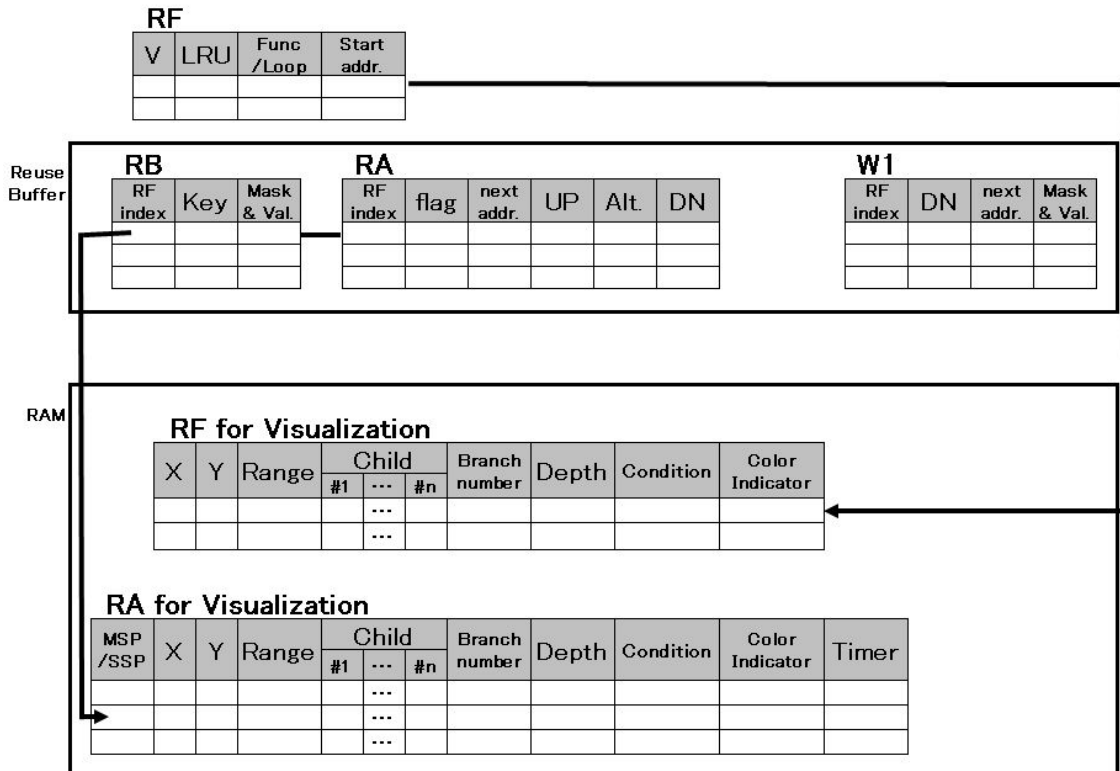 RF
V LRU Func /Loop Start addr.
Reuse Buffer
RB
RF index Key Mask & Val.
RA
RF index flag next addr. UP Alt. DN
W1
RF index DN next addr. Mask & Val.
RAM
RF for Visualization
X Y Range Child Branch number Depth Condition Color Indicator
#1 --- #n
---
---
RA for Visualization
MSP /SSP X Y Range Child Branch number Depth Condition Color Indicator Timer
#1 --- #n
---
---
---